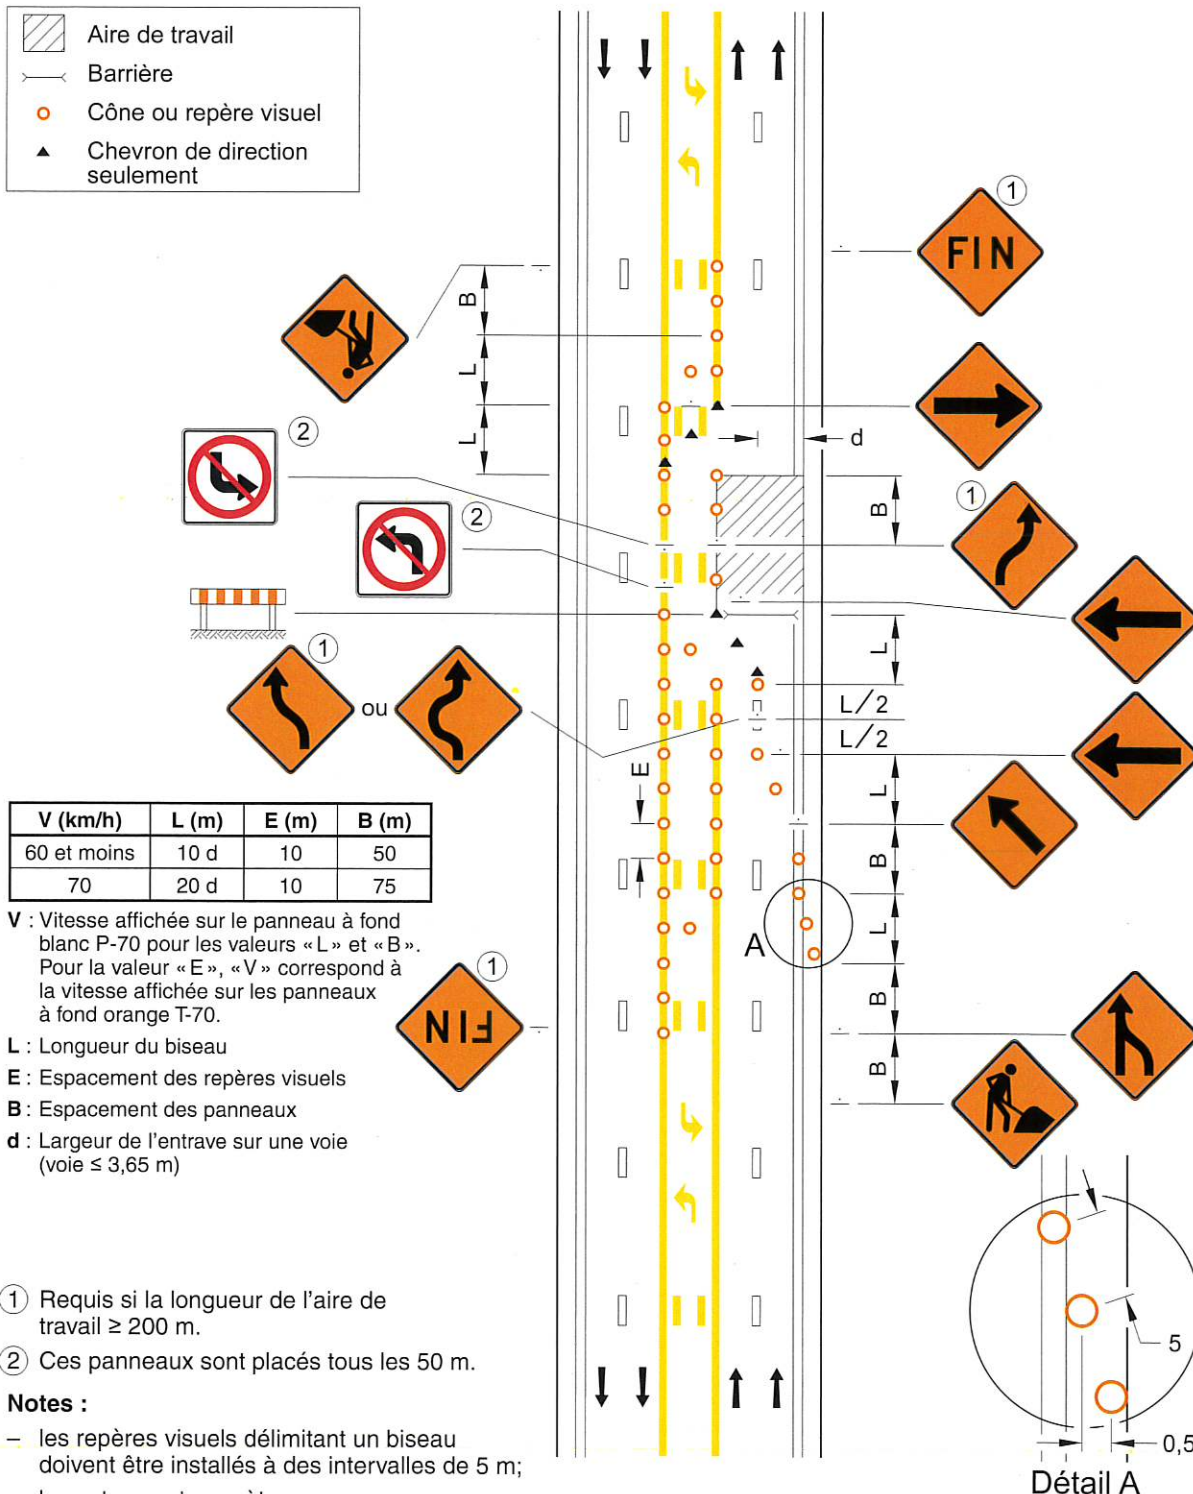 Aire de travail
Barrière
Cône ou repère visuel
Chevron de direction
seulement
1
FIN
B
L
L
2
2
d
B
1
1
ou
L
L/2
L/2
E
L
B
L
A
B
B
V (km/h) L (m) E (m) B (m)
60 et moins 10 d 10 50
70 20 d 10 75
V : Vitesse affichée sur le panneau à fond
blanc P-70 pour les valeurs «L» et «B».
Pour la valeur «E», «V» correspond à
la vitesse affichée sur les panneaux
à fond orange T-70.
L : Longueur du biseau
E : Espacement des repères visuels
B : Espacement des panneaux
d : Largeur de l'entrave sur une voie
(voie ≤ 3,65 m)
1
FIN
1 Requis si la longueur de l'aire de
travail ≥ 200 m.
2 Ces panneaux sont placés tous les 50 m.
Notes :
– les repères visuels délimitant un biseau
doivent être installés à des intervalles de 5 m;
5
0,5
Détail A